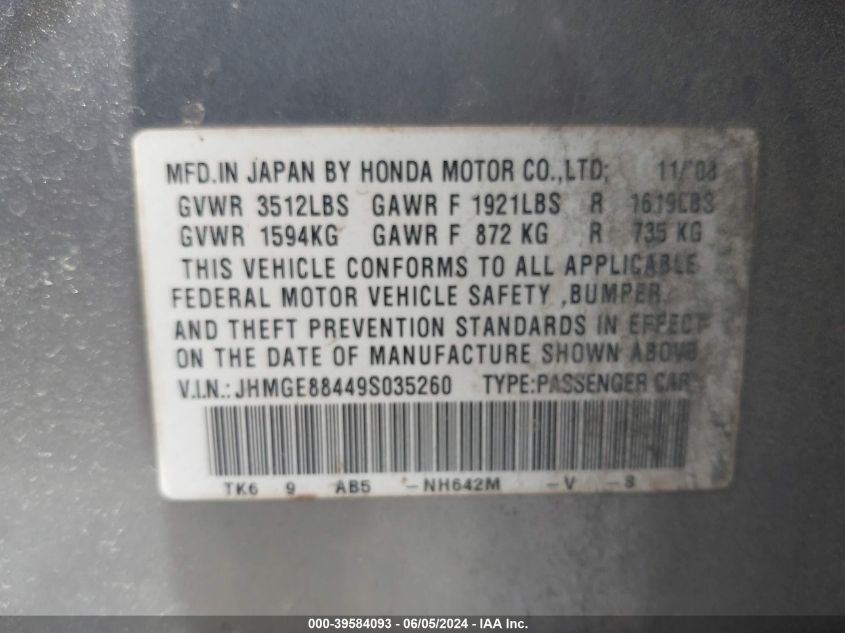 MFD.IN JAPAN BY HONDA MOTOR CO.,LTD; 11/'08
GVWR 3512LBS GAWR F 1921LBS R 1619LBS
GVWR 1594KG GAWR F 872 KG R 735 KG
THIS VEHICLE CONFORMS TO ALL APPLICABLE
FEDERAL MOTOR VEHICLE SAFETY ,BUMPER,
AND THEFT PREVENTION STANDARDS IN EFFECT
ON THE DATE OF MANUFACTURE SHOWN ABOVE
V.I.N.: JHMGE88449S035260 TYPE:PASSENGER CAR
TK6 9 AB5 -NH642M -V -S
000-39584093 - 06/05/2024 - IAA Inc.